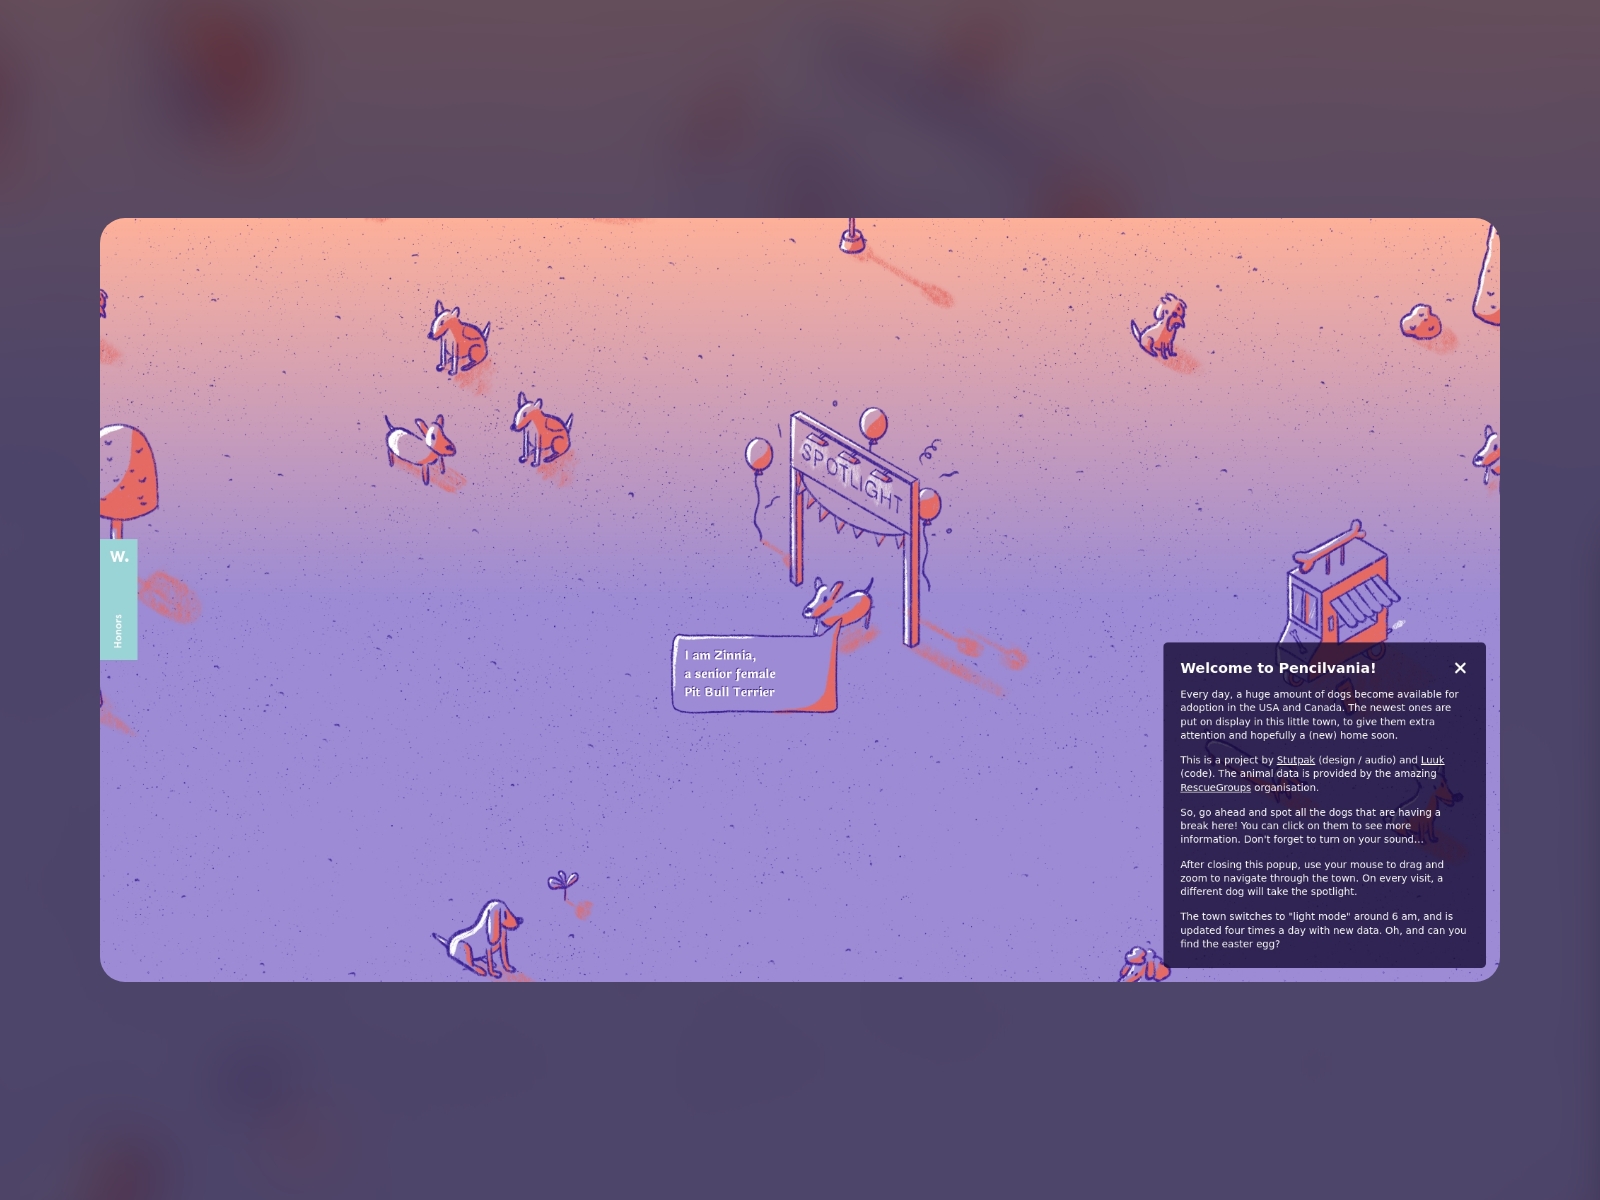 SPOTLIGHT
I am Zinnia,
a senior female
Pit Bull Terrier
W.
Honors
Welcome to Pencilvania!
Every day, a huge amount of dogs become available for
adoption in the USA and Canada. The newest ones are
put on display in this little town, to give them extra
attention and hopefully a (new) home soon.
This is a project by Stutpak (design / audio) and Luuk
(code). The animal data is provided by the amazing
RescueGroups organisation.
So, go ahead and spot all the dogs that are having a
break here! You can click on them to see more
information. Don't forget to turn on your sound...
After closing this popup, use your mouse to drag and
zoom to navigate through the town. On every visit, a
different dog will take the spotlight.
The town switches to "light mode" around 6 am, and is
updated four times a day with new data. Oh, and can you
find the easter egg?